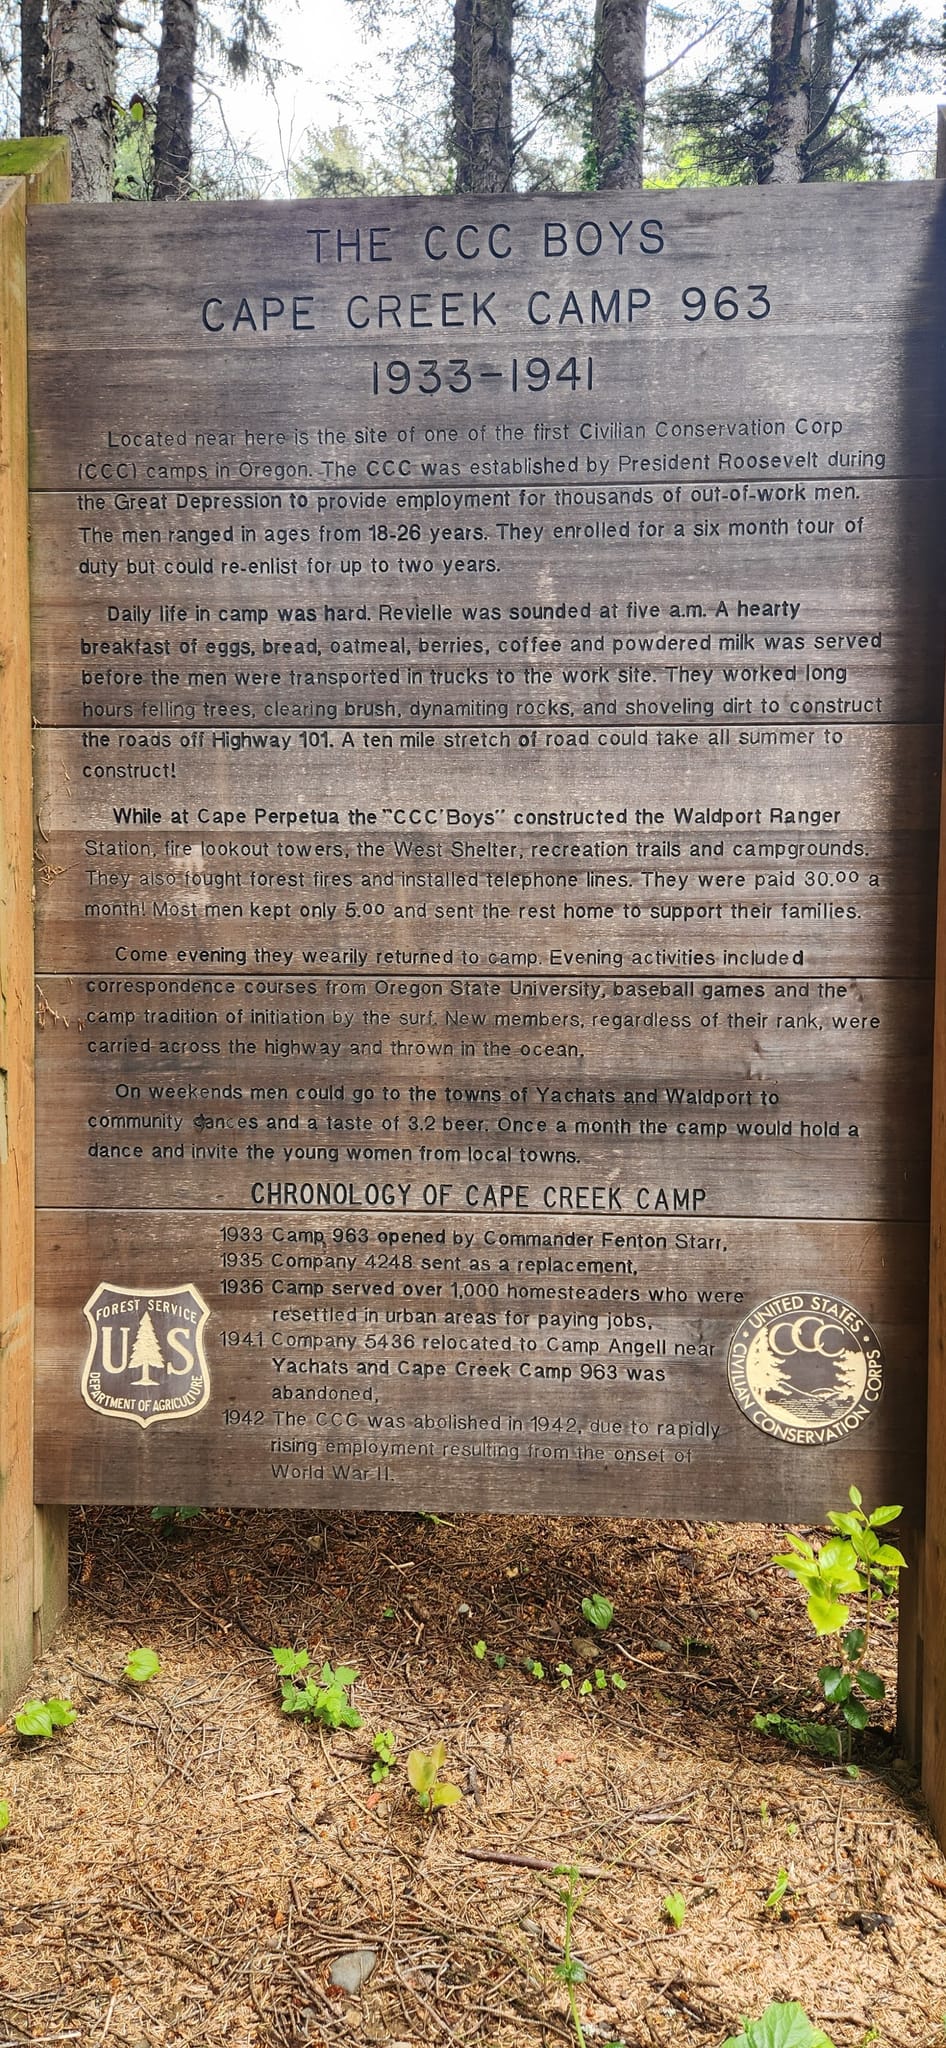 THE CCC BOYS
CAPE CREEK CAMP 963
1933-1941
Located near here is the site of one of the first Civilian Conservation Corp
(CCC) camps in Oregon. The CCC was established by President Roosevelt during
the Great Depression to provide employment for thousands of out-of-work men.
The men ranged in ages from 18-26 years. They enrolled for a six month tour of
duty but could re-enlist for up to two years.
Daily life in camp was hard. Revielle was sounded at five a.m. A hearty
breakfast of eggs, bread, oatmeal, berries, coffee and powdered milk was served
before the men were transported in trucks to the work site. They worked long
hours felling trees, clearing brush, dynamiting rocks, and shoveling dirt to construct
the roads off Highway 101. A ten mile stretch of road could take all summer to
construct!
While at Cape Perpetua the "CCC'Boys" constructed the Waldport Ranger
Station, fire lookout towers, the West Shelter, recreation trails and campgrounds.
They also fought forest fires and installed telephone lines. They were paid 30.00 a
month! Most men kept only 5.00 and sent the rest home to support their families.
Come evening they wearily returned to camp. Evening activities included
correspondence courses from Oregon State University, baseball games and the
camp tradition of initiation by the surf. New members, regardless of their rank, were
carried across the highway and thrown in the ocean.
On weekends men could go to the towns of Yachats and Waldport to
community dances and a taste of 3.2 beer. Once a month the camp would hold a
dance and invite the young women from local towns.
CHRONOLOGY OF CAPE CREEK CAMP
1933 Camp 963 opened by Commander Fenton Starr,
1935 Company 4248 sent as a replacement,
1936 Camp served over 1,000 homesteaders who were
resettled in urban areas for paying jobs,
1941 Company 5436 relocated to Camp Angell near
Yachats and Cape Creek Camp 963 was
abandoned,
1942 The CCC was abolished in 1942, due to rapidly
rising employment resulting from the onset of
World War II.
FOREST SERVICE
US
DEPARTMENT OF AGRICULTURE
UNITED STATES
CCC
CIVILIAN CONSERVATION CORPS